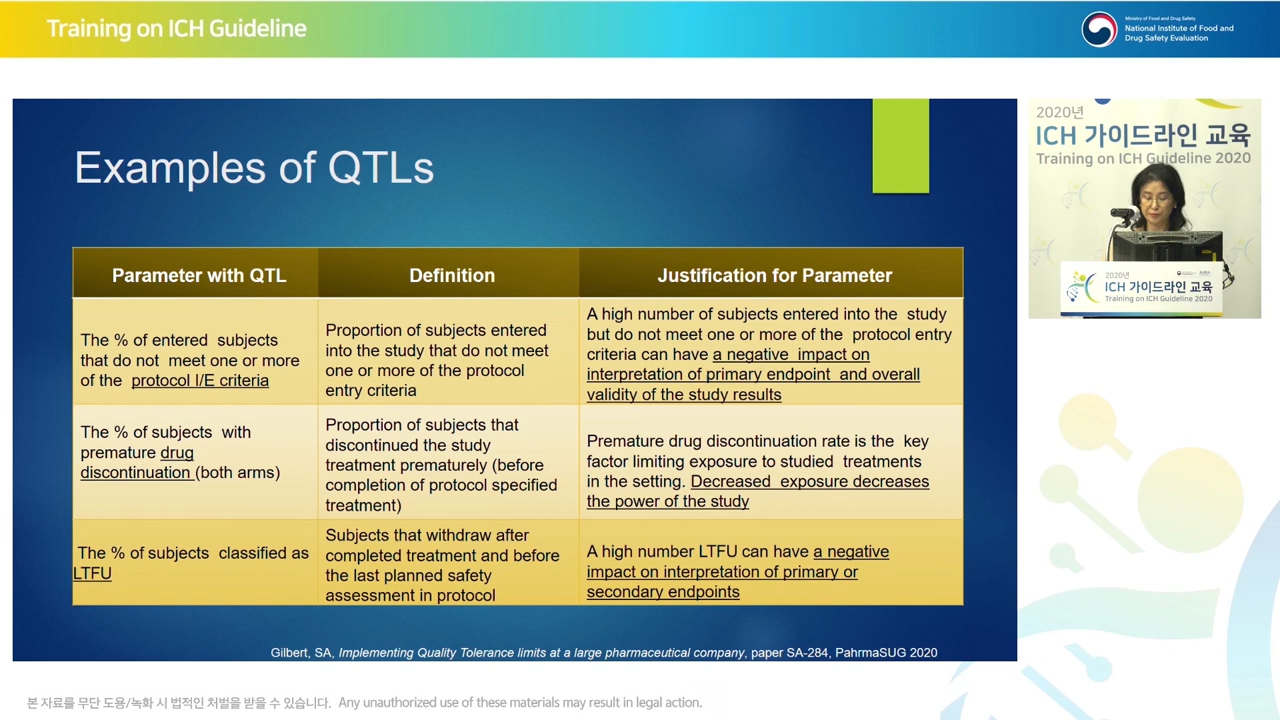 Training on ICH Guideline
Ministry of Food and Drug Safety
National Institute of Food and
Drug Safety Evaluation
Examples of QTLs
Parameter with QTL
Definition
Justification for Parameter
The % of entered subjects
that do not meet one or more
of the protocol I/E criteria
Proportion of subjects entered
into the study that do not meet
one or more of the protocol
entry criteria
A high number of subjects entered into the study
but do not meet one or more of the protocol entry
criteria can have a negative impact on
interpretation of primary endpoint and overall
validity of the study results
The % of subjects with
premature drug
discontinuation (both arms)
Proportion of subjects that
discontinued the study
treatment prematurely (before
completion of protocol specified
treatment)
Premature drug discontinuation rate is the key
factor limiting exposure to studied treatments
in the setting. Decreased exposure decreases
the power of the study
The % of subjects classified as
LTFU
Subjects that withdraw after
completed treatment and before
the last planned safety
assessment in protocol
A high number LTFU can have a negative
impact on interpretation of primary or
secondary endpoints
Gilbert, SA, Implementing Quality Tolerance limits at a large pharmaceutical company, paper SA-284, PahrmaSUG 2020
2020년
ICH 가이드라인 교육
Training on ICH Guideline 2020
2020년
ICH 가이드라인 교육
Training on ICH Guideline 2020
본 자료를 무단 도용/녹화 시 법적인 처벌을 받을 수 있습니다. Any unauthorized use of these materials may result in legal action.